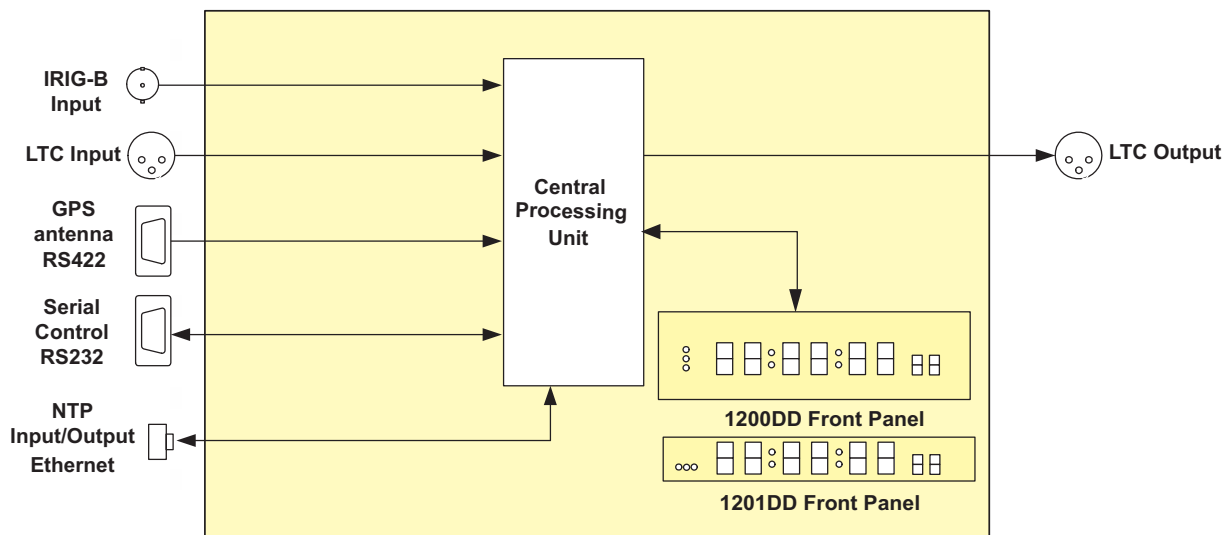 IRIG-B
Input
LTC Input
GPS
antenna
RS422
Serial
Control
RS232
NTP
Input/Output
Ethernet
Central
Processing
Unit
LTC Output
1200DD Front Panel
1201DD Front Panel